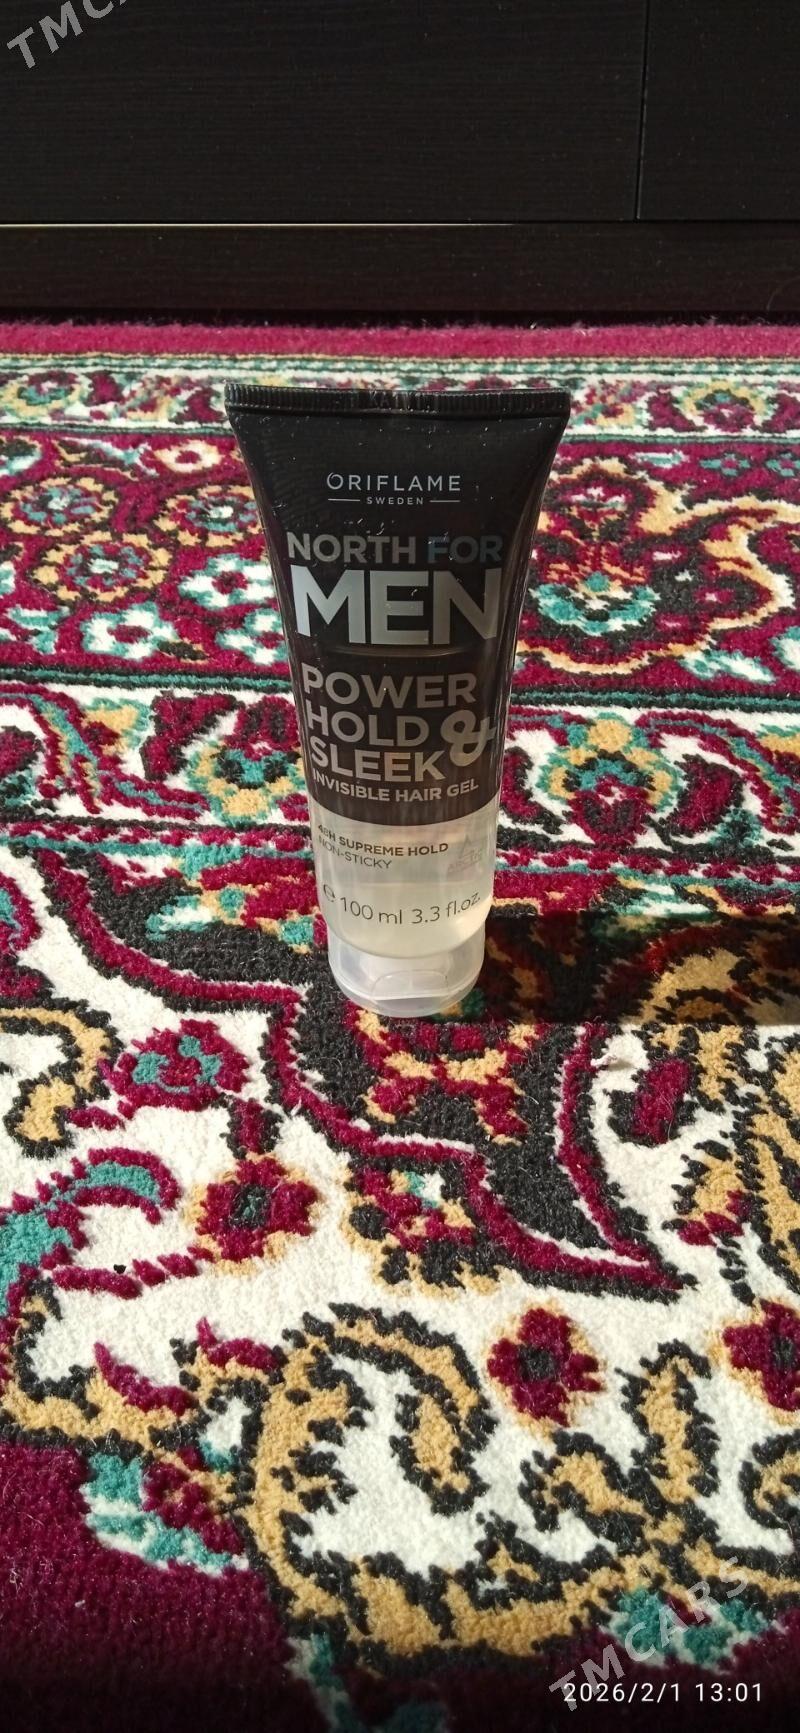 TMCARS
ORIFLAME
SWEDEN
NORTH FOR
MEN
POWER
HOLD &
SLEEK
INVISIBLE HAIR GEL
48H SUPREME HOLD
NON-STICKY
e 100 ml 3.3 fl.oz.
TMCARS
2026/2/1 13:01